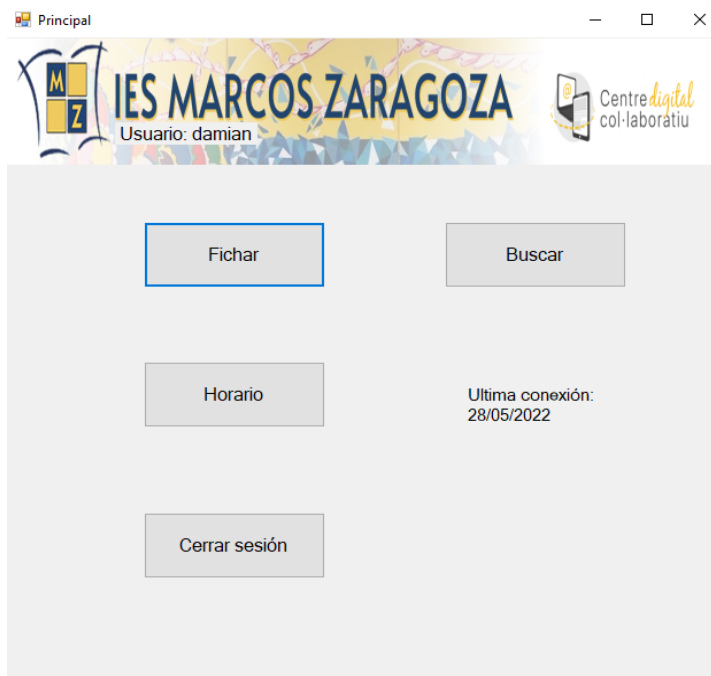 Principal
M
Z
IES MARCOS ZARAGOZA
Usuario: damian
@
Centre digital
col·laboratiu
Fichar
Buscar
Horario
Ultima conexión:
28/05/2022
Cerrar sesión